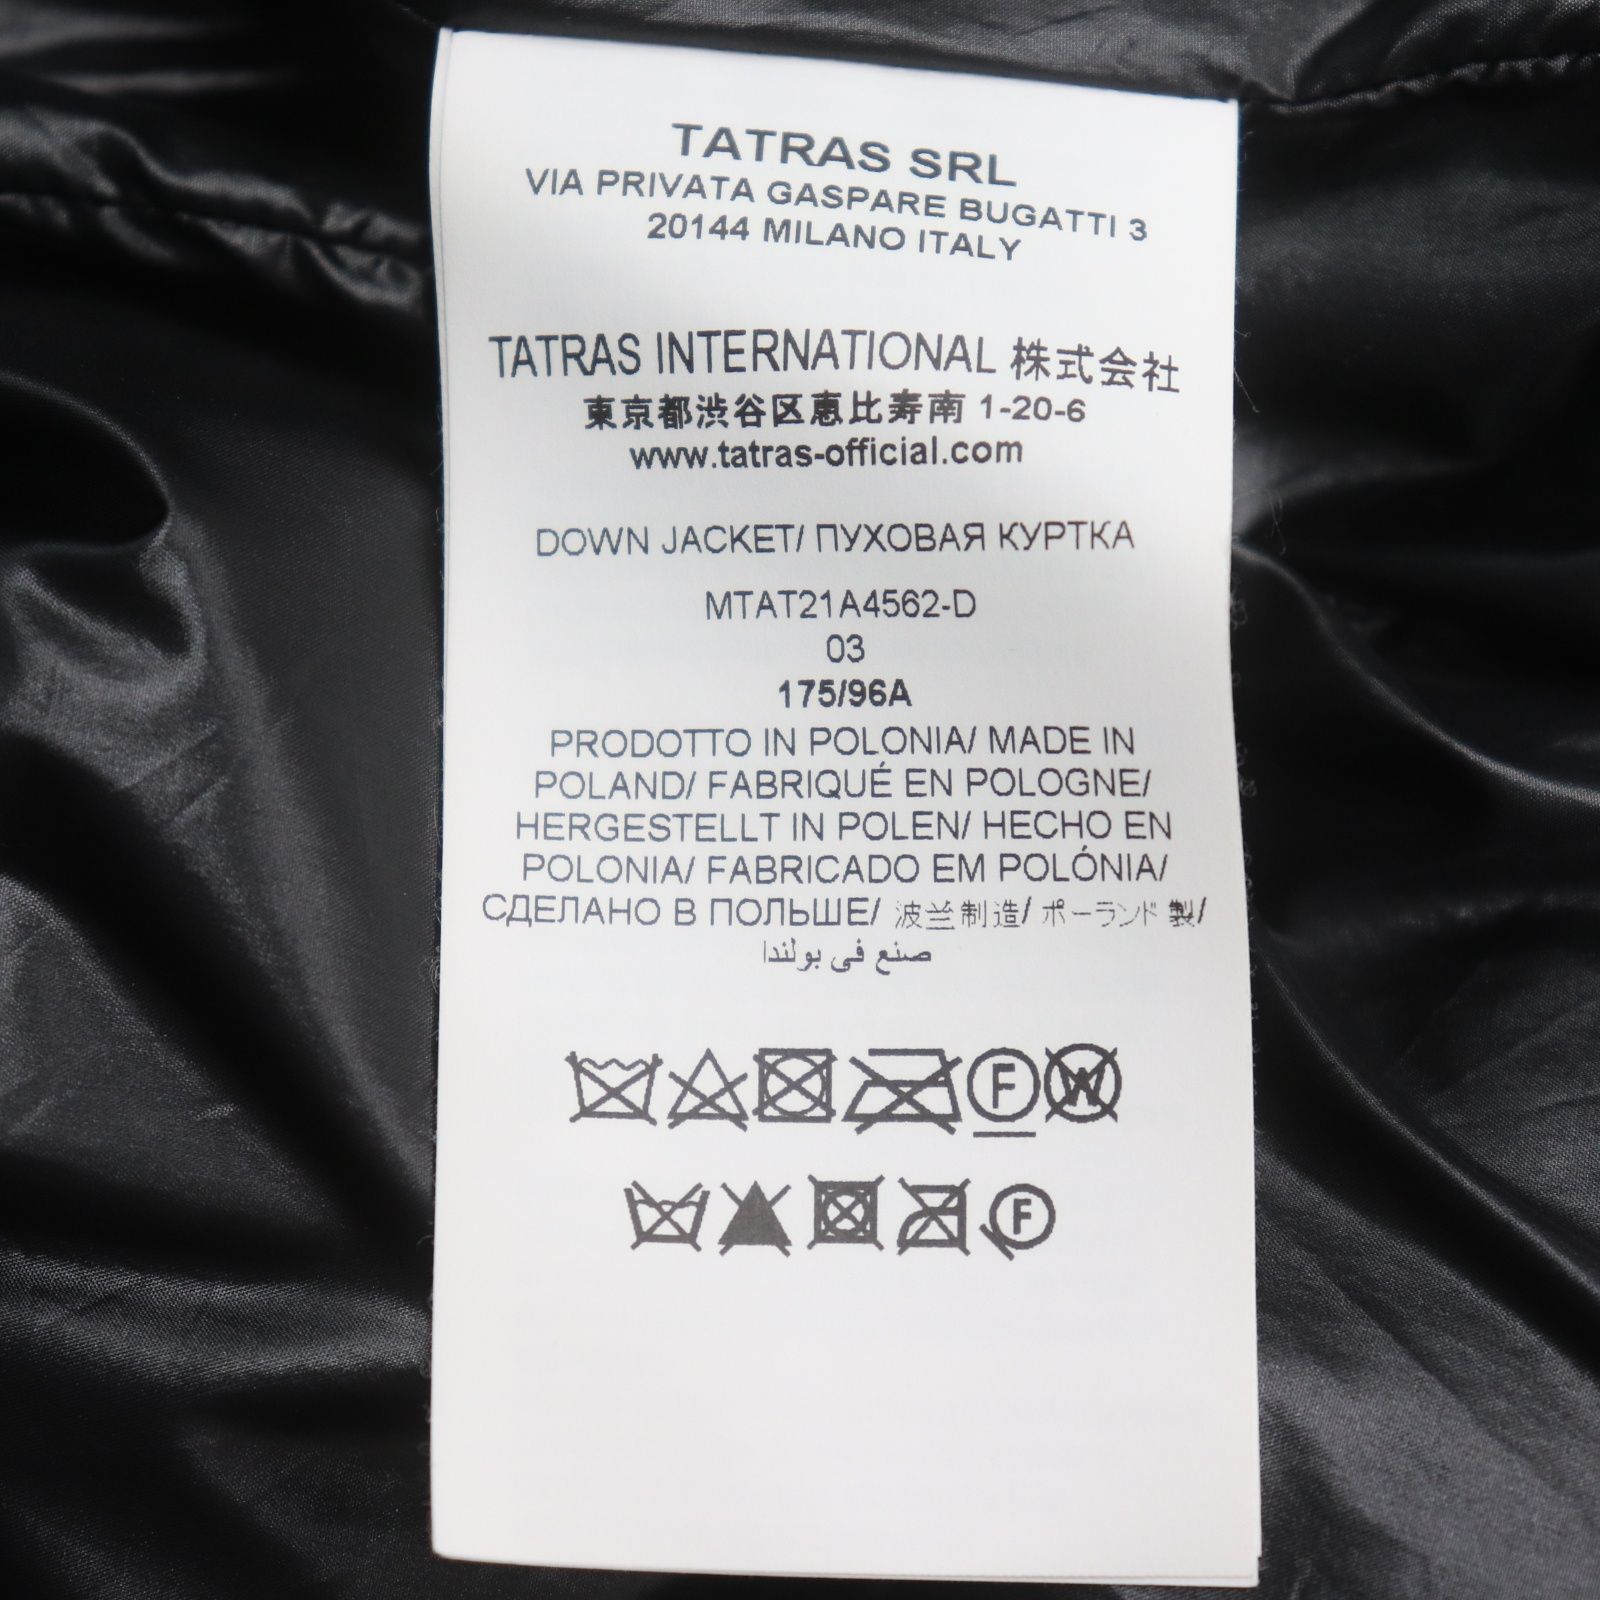 TATRAS SRL
VIA PRIVATA GASPARE BUGATTI 3
20144 MILANO ITALY
TATRAS INTERNATIONAL 株式会社
東京都渋谷区恵比寿南 1-20-6
www.tatras-official.com
DOWN JACKET/ ПУХОВАЯ КУРТКА
MTAT21A4562-D
03
175/96A
PRODOTTO IN POLONIA/ MADE IN
POLAND/ FABRIQUÉ EN POLOGNE/
HERGESTELLT IN POLEN/ HECHO EN
POLONIA/ FABRICADO EM POLÓNIA/
СДЕЛАНО В ПОЛЬШЕ/ 波兰制造/ ポーランド製/
صنع في بولندا
F W
F